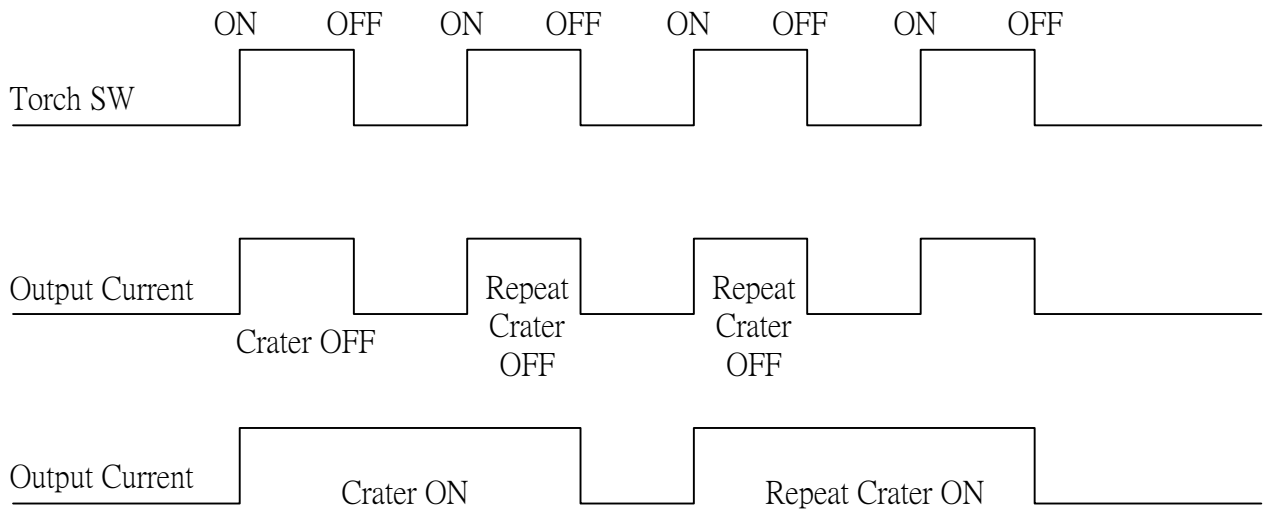 ON OFF ON OFF ON OFF ON OFF
Torch SW
Output Current
Crater OFF
Repeat
Crater
OFF
Repeat
Crater
OFF
Output Current
Crater ON
Repeat Crater ON